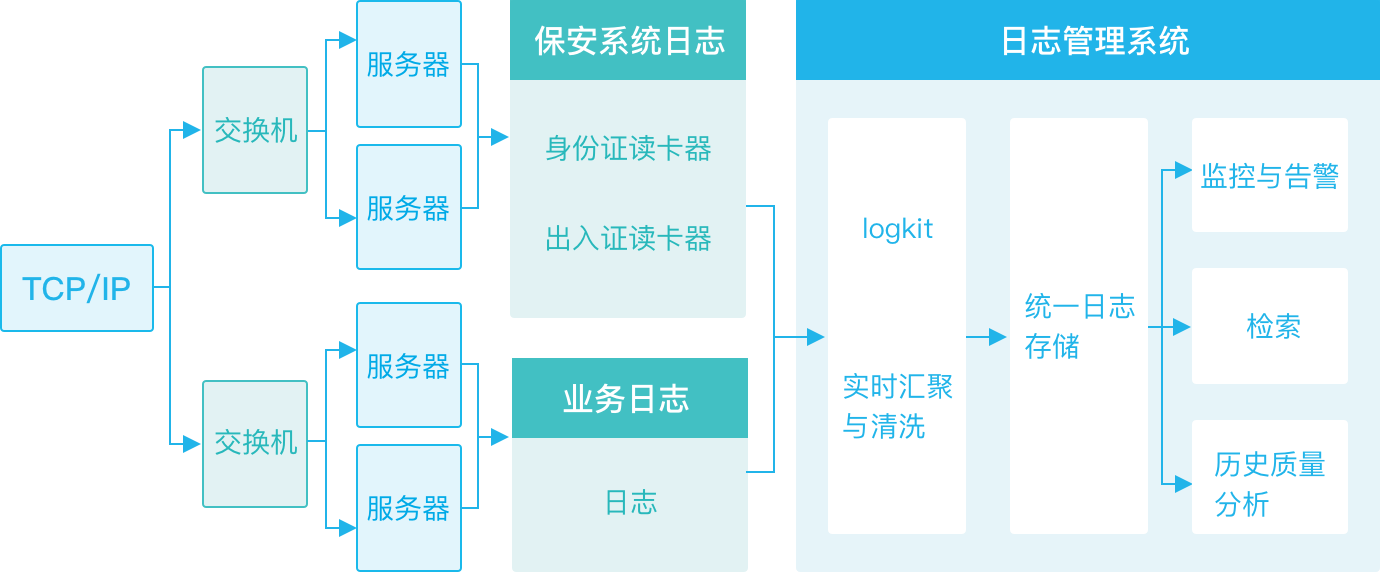 TCP/IP
交换机
交换机
服务器
服务器
服务器
服务器
保安系统日志
身份证读卡器
出入证读卡器
业务日志
日志
日志管理系统
logkit
实时汇聚
与清洗
统一日志
存储
监控与告警
检索
历史质量
分析